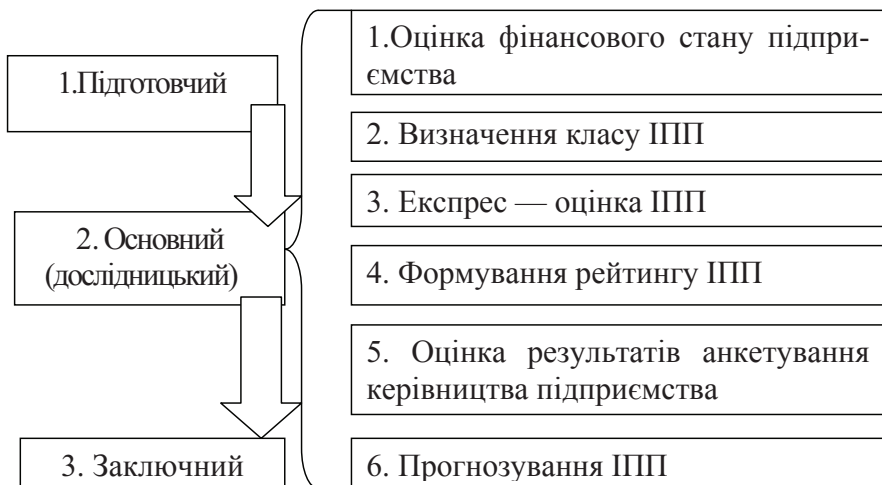 1.Підготовчий
2. Основний
(дослідницький)
3. Заключний
1.Оцінка фінансового стану підпри-
ємства
2. Визначення класу ІПП
3. Експрес — оцінка ІПП
4. Формування рейтингу ІПП
5. Оцінка результатів анкетування
керівництва підприємства
6. Прогнозування ІПП